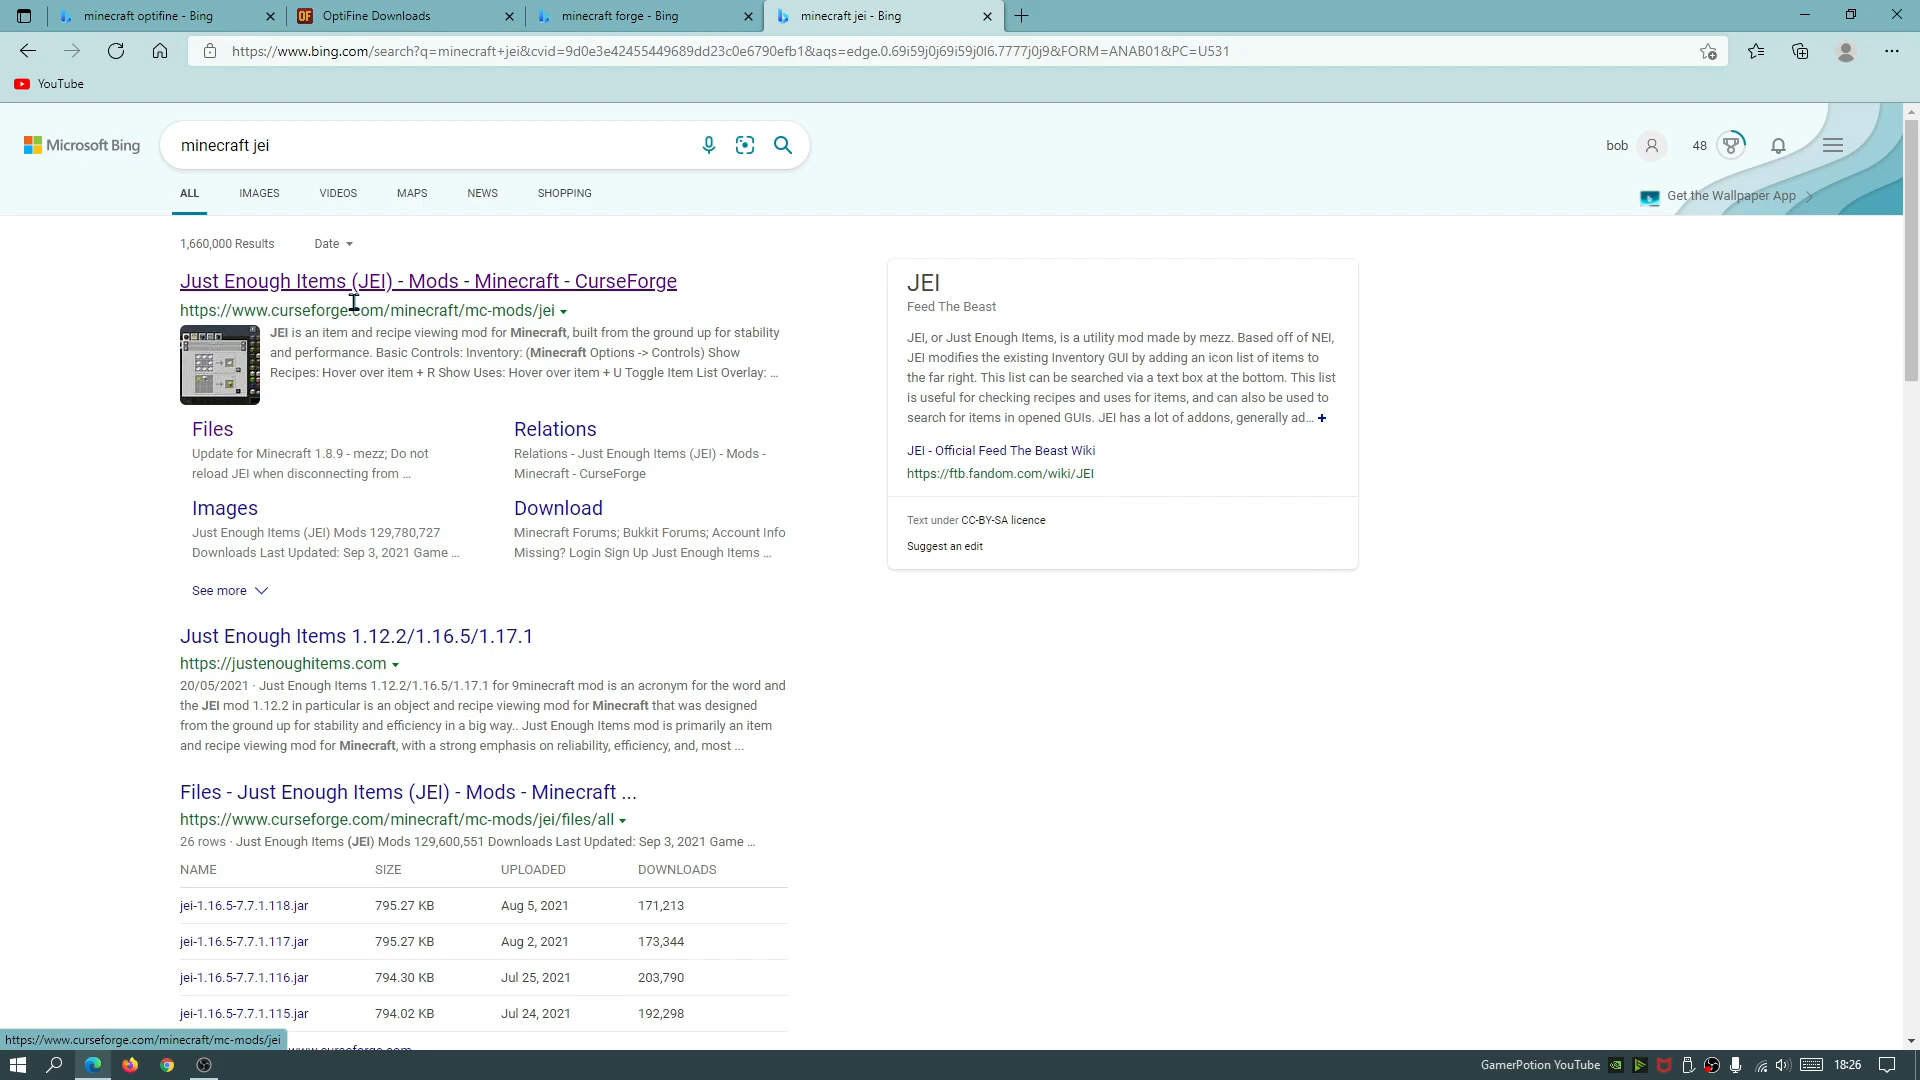 minecraft optifine - Bing
OptiFine Downloads
minecraft forge - Bing
minecraft jei - Bing
https://www.bing.com/search?q=minecraft+jei&cvid=9d0e3e42455449689dd23c0e6790efb1&aqs=edge.0.69i59j0j69i59j0l6.7777j0j9&FORM=ANAB01&PC=U531
YouTube
Microsoft Bing
minecraft jei
bob
48
ALL
IMAGES
VIDEOS
MAPS
NEWS
SHOPPING
Get the Wallpaper App
1,660,000 Results
Date
Just Enough Items (JEI) - Mods - Minecraft - CurseForge
https://www.curseforge.com/minecraft/mc-mods/jei
JEI is an item and recipe viewing mod for Minecraft, built from the ground up for stability
and performance. Basic Controls: Inventory: (Minecraft Options -> Controls) Show
Recipes: Hover over item + R Show Uses: Hover over item + U Toggle Item List Overlay: ...
Files
Update for Minecraft 1.8.9 - mezz; Do not
reload JEI when disconnecting from ...
Relations
Relations - Just Enough Items (JEI) - Mods -
Minecraft - CurseForge
Images
Just Enough Items (JEI) Mods 129,780,727
Downloads Last Updated: Sep 3, 2021 Game ...
Download
Minecraft Forums; Bukkit Forums; Account Info
Missing? Login Sign Up Just Enough Items ...
See more
Just Enough Items 1.12.2/1.16.5/1.17.1
https://justenoughitems.com
20/05/2021 · Just Enough Items 1.12.2/1.16.5/1.17.1 for 9minecraft mod is an acronym for the word and
the JEI mod 1.12.2 in particular is an object and recipe viewing mod for Minecraft that was designed
from the ground up for stability and efficiency in a big way.. Just Enough Items mod is primarily an item
and recipe viewing mod for Minecraft, with a strong emphasis on reliability, efficiency, and, most ...
Files - Just Enough Items (JEI) - Mods - Minecraft ...
https://www.curseforge.com/minecraft/mc-mods/jei/files/all
26 rows · Just Enough Items (JEI) Mods 129,600,551 Downloads Last Updated: Sep 3, 2021 Game ...
NAME SIZE UPLOADED DOWNLOADS
jei-1.16.5-7.7.1.118.jar 795.27 KB Aug 5, 2021 171,213
jei-1.16.5-7.7.1.117.jar 795.27 KB Aug 2, 2021 173,344
jei-1.16.5-7.7.1.116.jar 794.30 KB Jul 25, 2021 203,790
jei-1.16.5-7.7.1.115.jar 794.02 KB Jul 24, 2021 192,298
JEI
Feed The Beast
JEI, or Just Enough Items, is a utility mod made by mezz. Based off of NEI,
JEI modifies the existing Inventory GUI by adding an icon list of items to
the far right. This list can be searched via a text box at the bottom. This list
is useful for checking recipes and uses for items, and can also be used to
search for items in opened GUIs. JEI has a lot of addons, generally ad... +
JEI - Official Feed The Beast Wiki
https://ftb.fandom.com/wiki/JEI
Text under CC-BY-SA licence
Suggest an edit
https://www.curseforge.com/minecraft/mc-mods/jei
GamerPotion YouTube
18:26